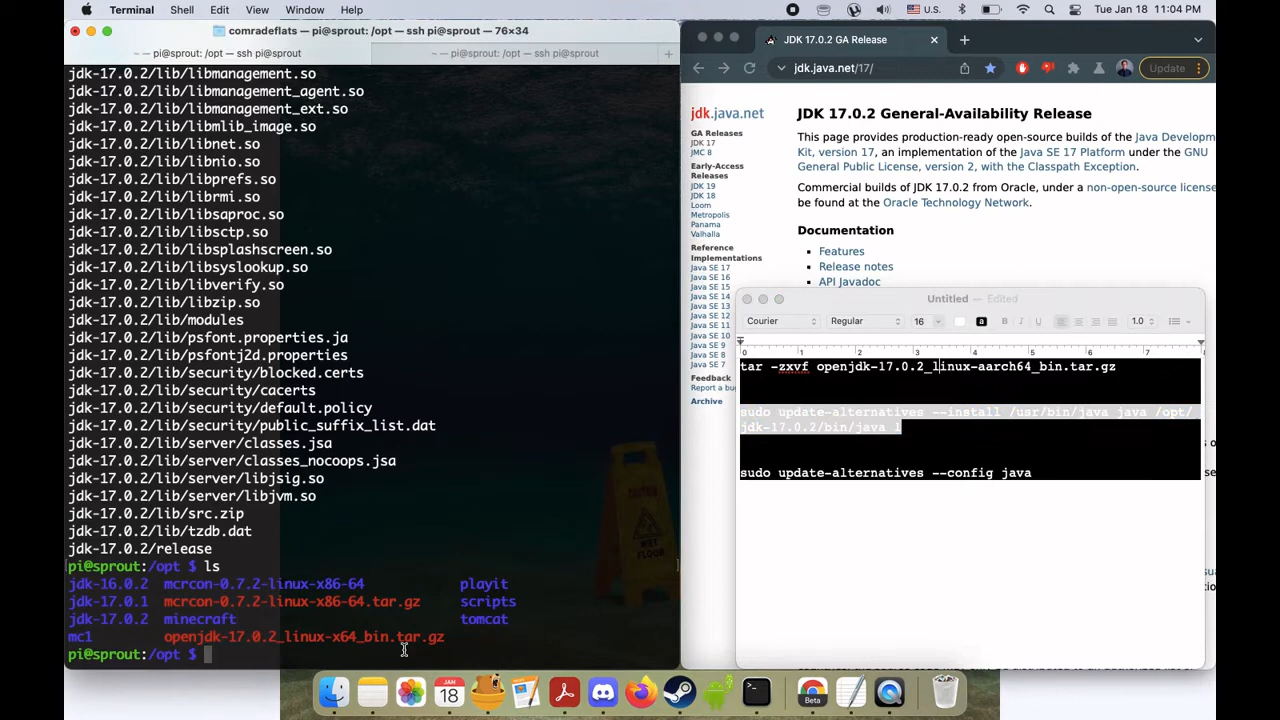 Terminal Shell Edit View Window Help
U.S.
Tue Jan 18 11:04 PM
comradeflats — pi@sprout: /opt — ssh pi@sprout — 76×34
~ — pi@sprout: /opt — ssh pi@sprout
~ — pi@sprout: /opt — ssh pi@sprout
jdk-17.0.2/lib/libmanagement.so
jdk-17.0.2/lib/libmanagement_agent.so
jdk-17.0.2/lib/libmanagement_ext.so
jdk-17.0.2/lib/libmlib_image.so
jdk-17.0.2/lib/libnet.so
jdk-17.0.2/lib/libnio.so
jdk-17.0.2/lib/libprefs.so
jdk-17.0.2/lib/librmi.so
jdk-17.0.2/lib/libsaproc.so
jdk-17.0.2/lib/libsctp.so
jdk-17.0.2/lib/libsplashscreen.so
jdk-17.0.2/lib/libsyslookup.so
jdk-17.0.2/lib/libverify.so
jdk-17.0.2/lib/libzip.so
jdk-17.0.2/lib/modules
jdk-17.0.2/lib/psfont.properties.ja
jdk-17.0.2/lib/psfontj2d.properties
jdk-17.0.2/lib/security/blocked.certs
jdk-17.0.2/lib/security/cacerts
jdk-17.0.2/lib/security/default.policy
jdk-17.0.2/lib/security/public_suffix_list.dat
jdk-17.0.2/lib/server/classes.jsa
jdk-17.0.2/lib/server/classes_nocoops.jsa
jdk-17.0.2/lib/server/libjsig.so
jdk-17.0.2/lib/server/libjvm.so
jdk-17.0.2/lib/src.zip
jdk-17.0.2/lib/tzdb.dat
jdk-17.0.2/release
pi@sprout:/opt $ ls
jdk-16.0.2 mcrcon-0.7.2-linux-x86-64 playit
jdk-17.0.1 mcrcon-0.7.2-linux-x86-64.tar.gz scripts
jdk-17.0.2 minecraft tomcat
mc1 openjdk-17.0.2_linux-x64_bin.tar.gz
pi@sprout:/opt $
JDK 17.0.2 GA Release
jdk.java.net/17/
Update
jdk.java.net
GA Releases
JDK 17
JMC 8
Early-Access
Releases
JDK 19
JDK 18
Loom
Metropolis
Panama
Valhalla
Reference
Implementations
Java SE 17
Java SE 16
Java SE 15
Java SE 14
Java SE 13
Java SE 12
Java SE 11
Java SE 10
Java SE 9
Java SE 8
Java SE 7
Feedback
Report a bu
Archive
JDK 17.0.2 General-Availability Release
This page provides production-ready open-source builds of the Java Developm
Kit, version 17, an implementation of the Java SE 17 Platform under the GNU
General Public License, version 2, with the Classpath Exception.
Commercial builds of JDK 17.0.2 from Oracle, under a non-open-source license
be found at the Oracle Technology Network.
Documentation
Features
Release notes
API Javadoc
Untitled — Edited
Courier Regular 16 a B I U 1.0
0 1 2 3 4 5 6 7
tar -zxvf openjdk-17.0.2_linux-aarch64_bin.tar.gz
sudo update-alternatives --install /usr/bin/java java /opt/
jdk-17.0.2/bin/java 1
sudo update-alternatives --config java
JAN
18
Beta